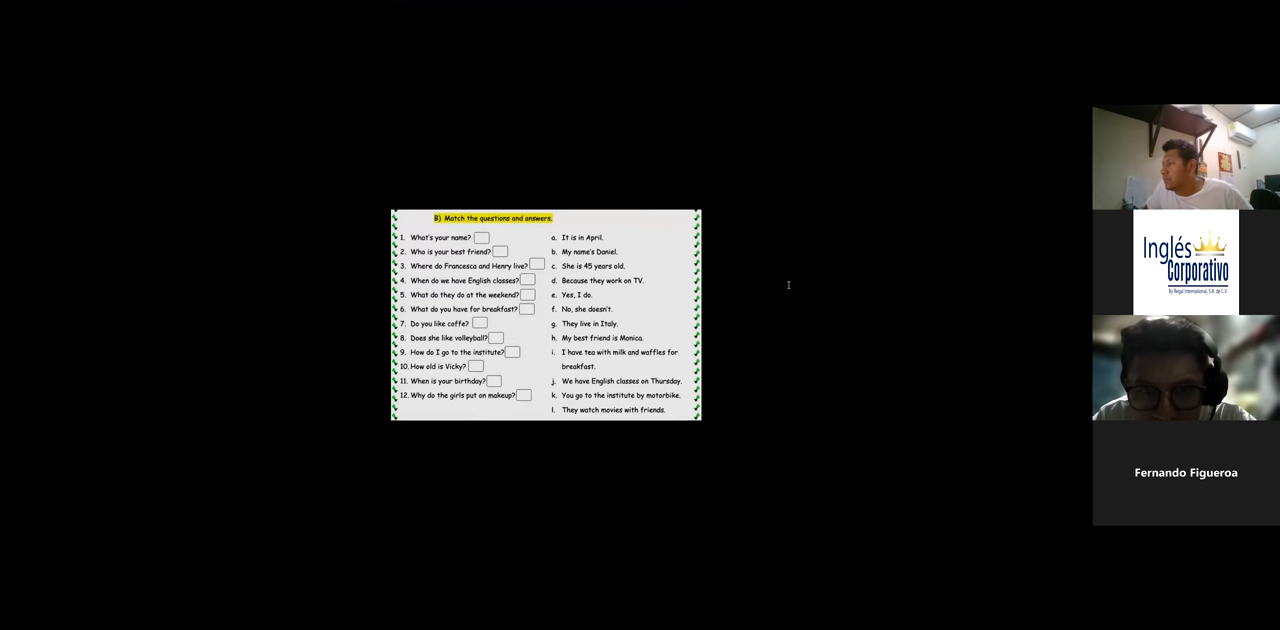 B) Match the questions and answers.
1. What's your name?
2. Who is your best friend?
3. Where do Francesca and Henry live?
4. When do we have English classes?
5. What do they do at the weekend?
6. What do you have for breakfast?
7. Do you like coffe?
8. Does she like volleyball?
9. How do I go to the institute?
10. How old is Vicky?
11. When is your birthday?
12. Why do the girls put on makeup?
a. It is in April.
b. My name's Daniel.
c. She is 45 years old.
d. Because they work on TV.
e. Yes, I do.
f. No, she doesn't.
g. They live in Italy.
h. My best friend is Monica.
i. I have tea with milk and waffles for
breakfast.
j. We have English classes on Thursday.
k. You go to the institute by motorbike.
l. They watch movies with friends.
Inglés
Corporativo
By Regal International, S.A. de C.V.
Fernando Figueroa